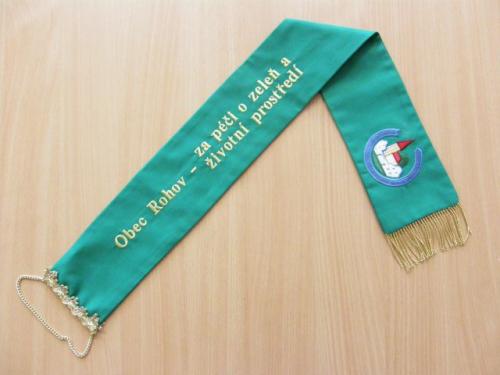 Obec Rohov - za péči o zeleň a
životní prostředí